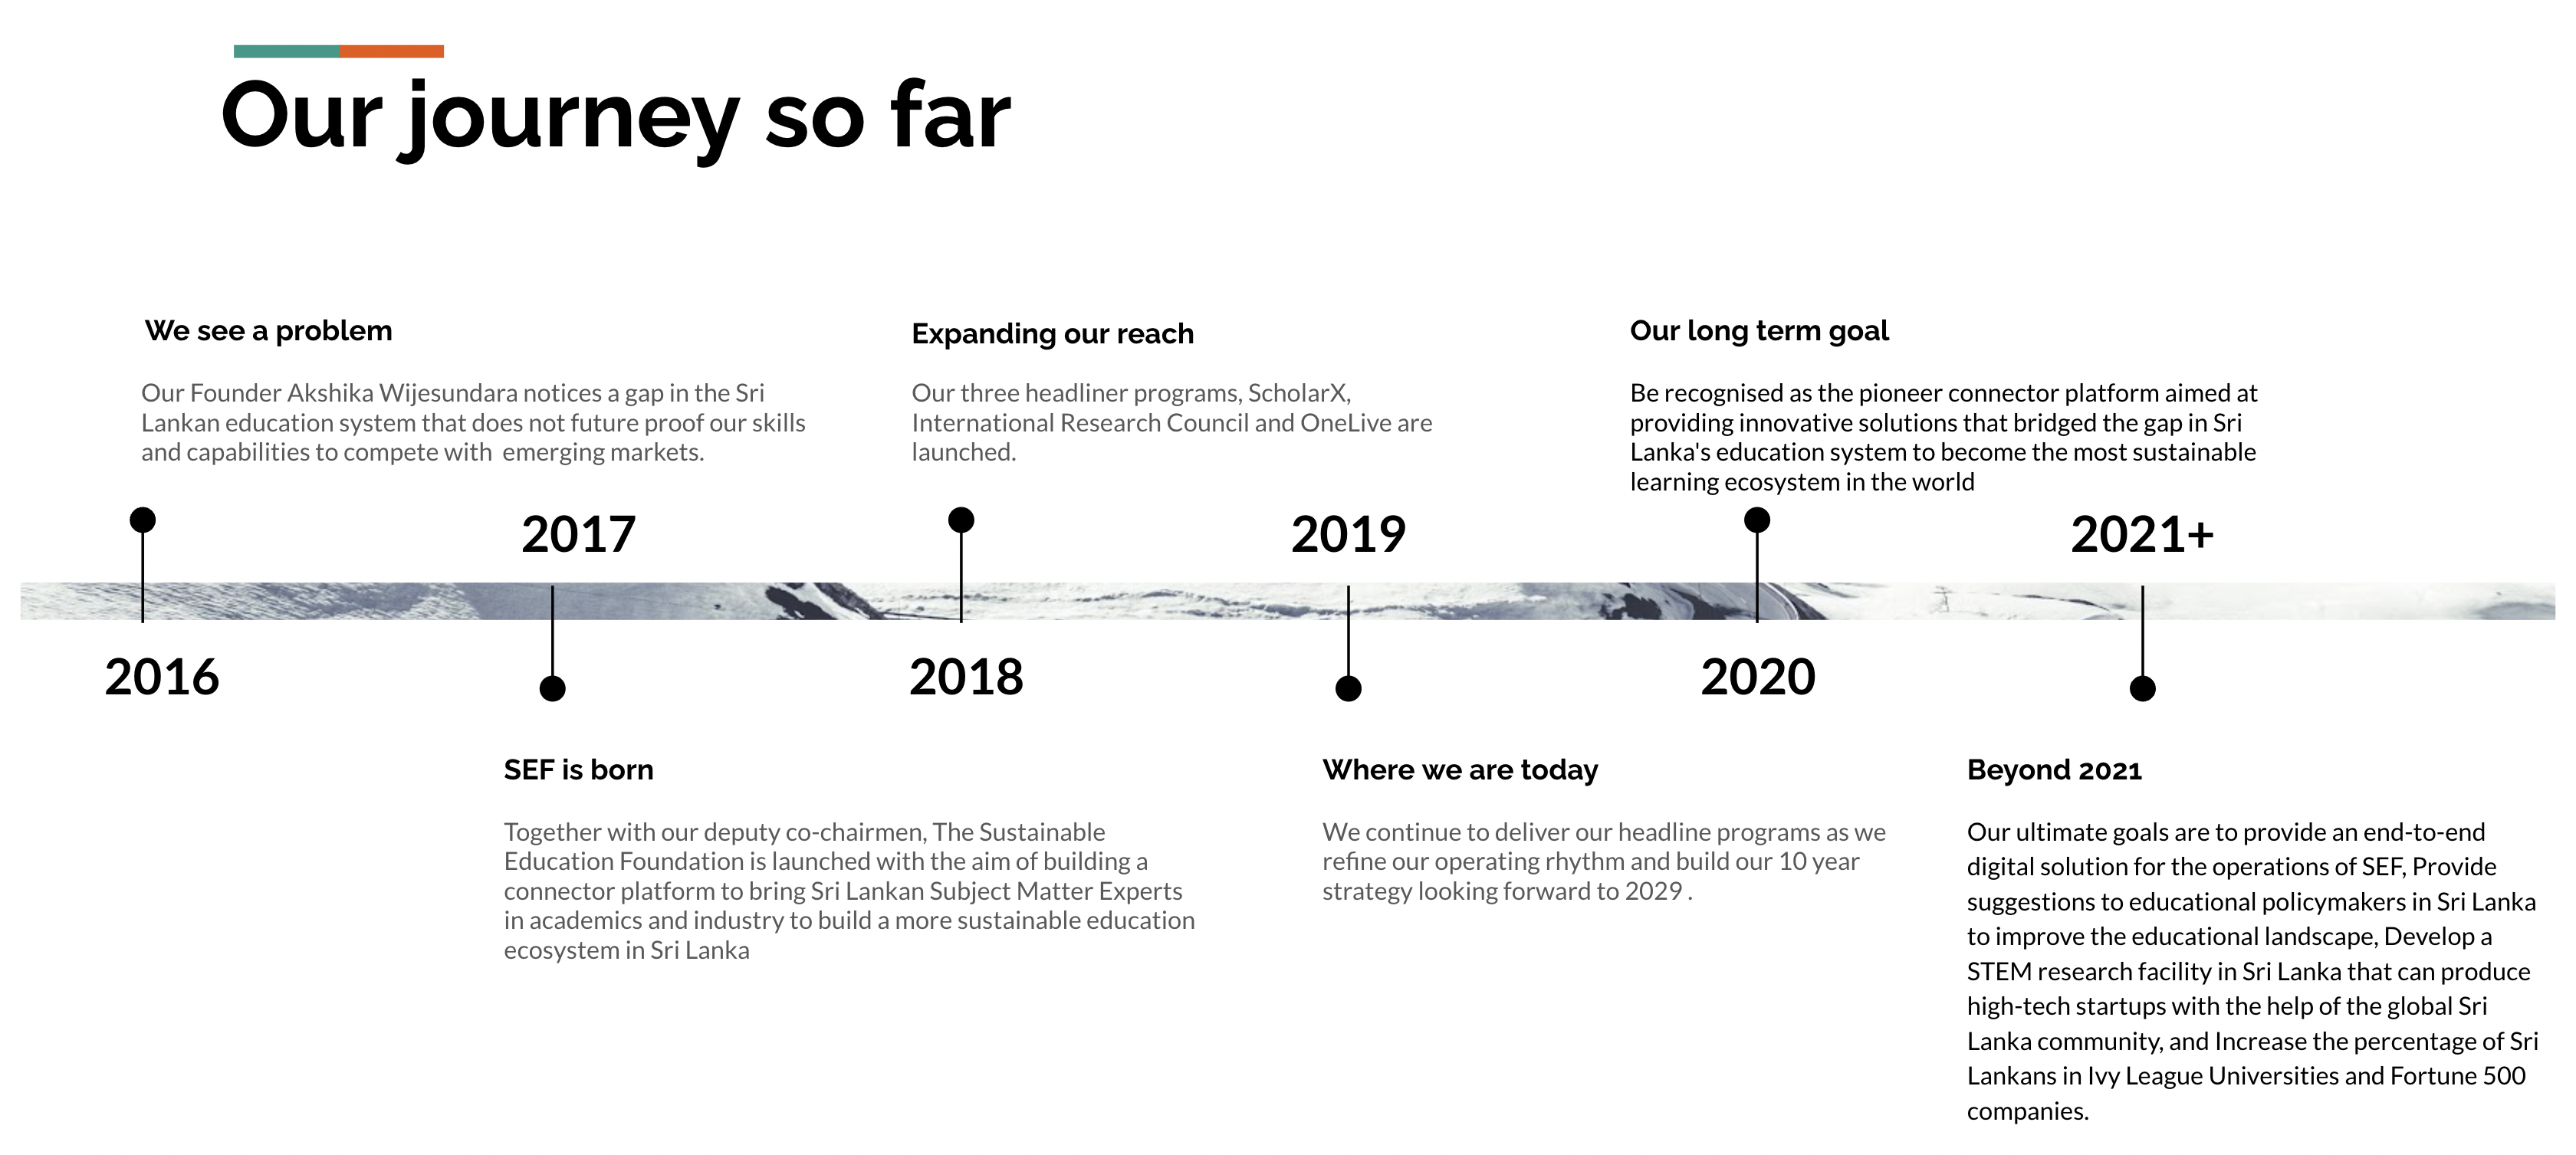 Our journey so far
We see a problem
Our Founder Akshika Wijesundara notices a gap in the Sri
Lankan education system that does not future proof our skills
and capabilities to compete with  emerging markets.
2016
2017
SEF is born
Together with our deputy co-chairmen, The Sustainable
Education Foundation is launched with the aim of building a
connector platform to bring Sri Lankan Subject Matter Experts
in academics and industry to build a more sustainable education
ecosystem in Sri Lanka
Expanding our reach
Our three headliner programs, ScholarX,
International Research Council and OneLive are
launched.
2018
2019
Where we are today
We continue to deliver our headline programs as we
refine our operating rhythm and build our 10 year
strategy looking forward to 2029 .
Our long term goal
Be recognised as the pioneer connector platform aimed at
providing innovative solutions that bridged the gap in Sri
Lanka's education system to become the most sustainable
learning ecosystem in the world
2020
2021+
Beyond 2021
Our ultimate goals are to provide an end-to-end
digital solution for the operations of SEF, Provide
suggestions to educational policymakers in Sri Lanka
to improve the educational landscape, Develop a
STEM research facility in Sri Lanka that can produce
high-tech startups with the help of the global Sri
Lanka community, and Increase the percentage of Sri
Lankans in Ivy League Universities and Fortune 500
companies.